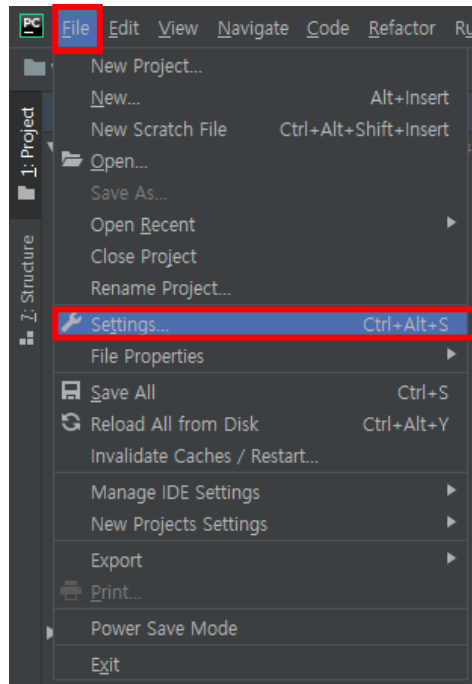 PC File Edit View Navigate Code Refactor Ru
New Project...
New... Alt+Insert
New Scratch File Ctrl+Alt+Shift+Insert
Open...
Save As...
Open Recent
Close Project
Rename Project...
Settings... Ctrl+Alt+S
File Properties
Save All Ctrl+S
Reload All from Disk Ctrl+Alt+Y
Invalidate Caches / Restart...
Manage IDE Settings
New Projects Settings
Export
Print...
Power Save Mode
Exit
1: Project
7: Structure